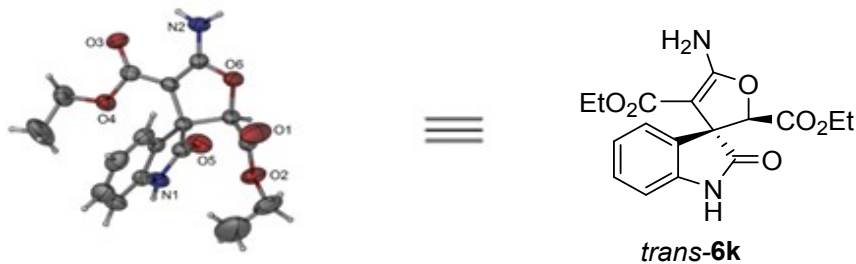 N2
O3
O6
O4
O1
O5
O2
N1
H₂N
O
EtO₂C
CO₂Et
O
N
H
trans-6k